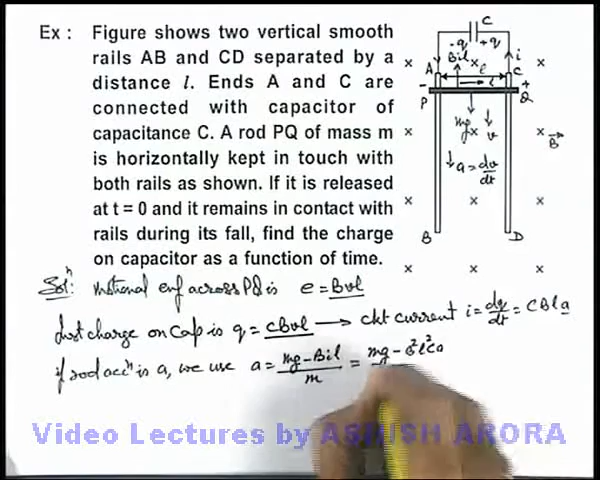 Ex : Figure shows two vertical smooth
rails AB and CD separated by a
distance l. Ends A and C are
connected with capacitor of
capacitance C. A rod PQ of mass m
is horizontally kept in touch with
both rails as shown. If it is released
at t = 0 and it remains in contact with
rails during its fall, find the charge
on capacitor as a function of time.
C
-q +q
Bil i
A l C
- i +
P Q
mg v
B
a = dv/dt
B D
Solⁿ: Motional emf across PQ is e = Bvl
Inst charge on Cap is q = CBvl → ckt current i = dq/dt = CBla
if rod accⁿ is a, we use a = (mg - Bil)/m = mg - B²l²Ca
Video Lectures by ASHISH ARORA